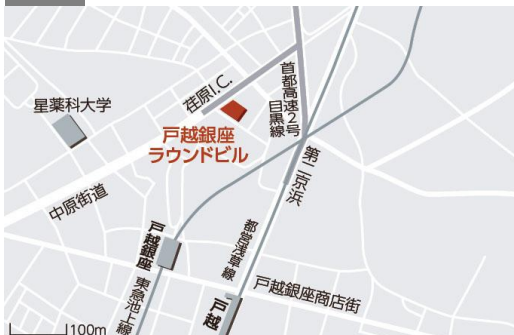 荏原I.C.
首都高速2号
目黒線
星薬科大学
戸越銀座
ラウンドビル
第二京浜
中原街道
戸越銀座
都営浅草線
東急池上線
戸越銀座商店街
戸越
100m